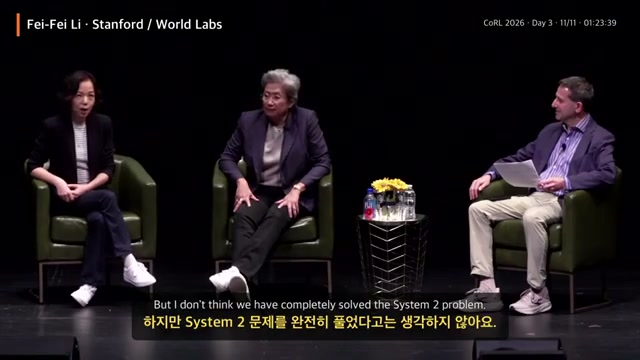 Fei-Fei Li · Stanford / World Labs
CoRL 2026 · Day 3 · 11/11 · 01:23:39
But I don't think we have completely solved the System 2 problem.
하지만 System 2 문제를 완전히 풀었다고는 생각하지 않아요.